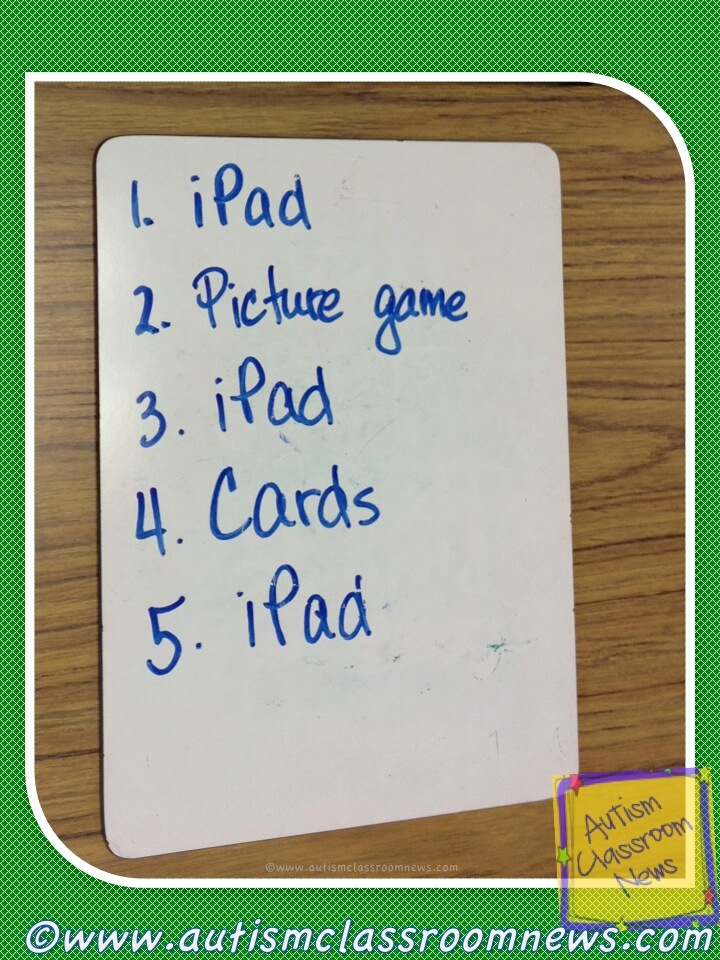 1. iPad
2. Picture game
3. iPad
4. Cards
5. iPad
©www.autismclassroomnews.com
Autism
Classroom
News
©www.autismclassroomnews.com